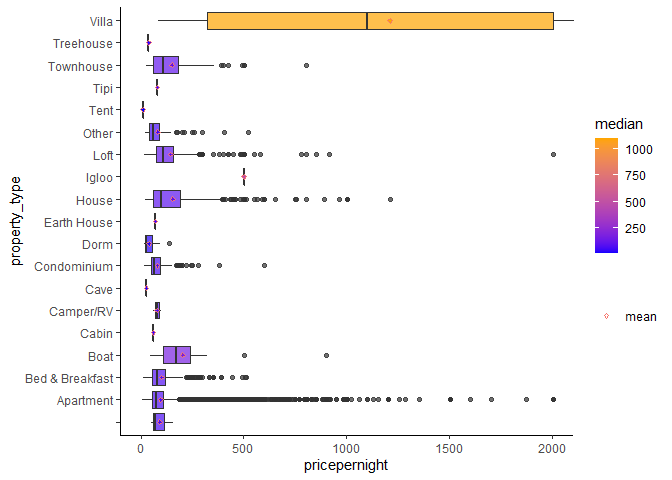 Villa
Treehouse
Townhouse
Tipi
Tent
Other
Loft
Igloo
House
Earth House
Dorm
Condominium
Cave
Camper/RV
Cabin
Boat
Bed & Breakfast
Apartment
property_type
0 500 1000 1500 2000
pricepernight
median
1000
750
500
250
mean